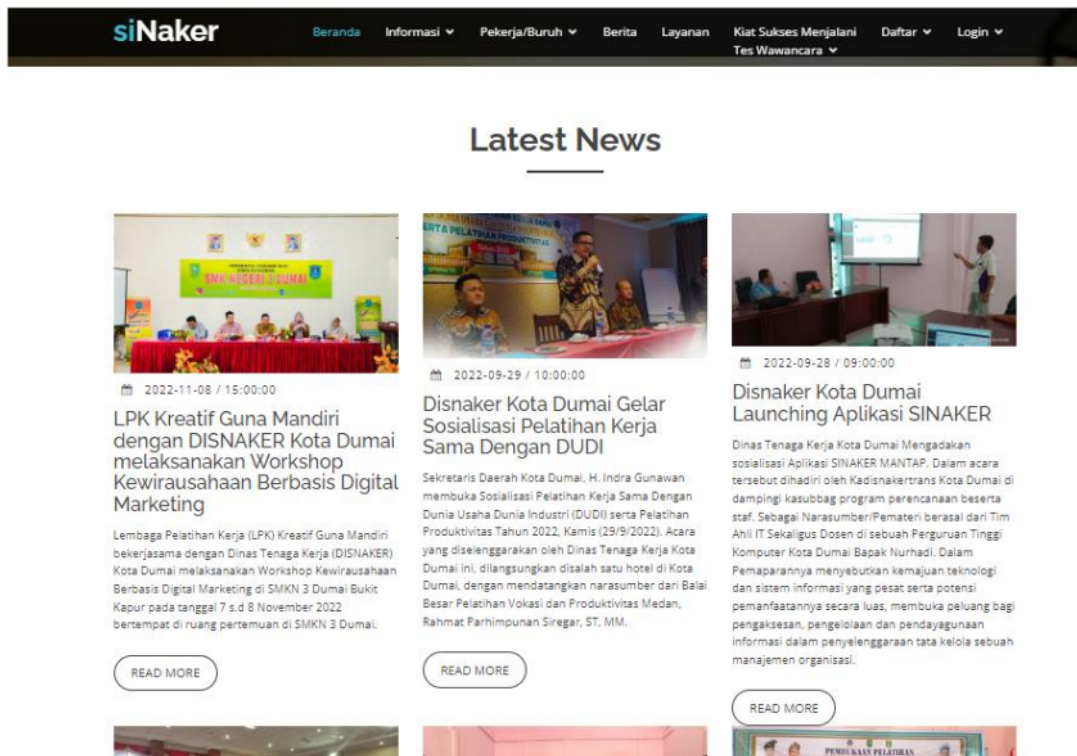 siNaker
Beranda
Informasi
Pekerja/Buruh
Berita
Layanan
Kiat Sukses Menjalani
Tes Wawancara
Daftar
Login
Latest News
SMK NEGERI 3 DUMAI
2022-11-08 / 15:00:00
LPK Kreatif Guna Mandiri
dengan DISNAKER Kota Dumai
melaksanakan Workshop
Kewirausahaan Berbasis Digital
Marketing
Lembaga Pelatihan Kerja (LPK) Kreatif Guna Mandiri
bekerjasama dengan Dinas Tenaga Kerja (DISNAKER)
Kota Dumai melaksanakan Workshop Kewirausahaan
Berbasis Digital Marketing di SMKN 3 Dumai Bukit
Kapur pada tanggal 7 s.d 8 November 2022
bertempat di ruang pertemuan di SMKN 3 Dumai.
READ MORE
SERTA PELATIHAN PRODUKTIVITAS
2022-09-29 / 10:00:00
Disnaker Kota Dumai Gelar
Sosialisasi Pelatihan Kerja
Sama Dengan DUDI
Sekretaris Daerah Kota Dumai, H. Indra Gunawan
membuka Sosialisasi Pelatihan Kerja Sama Dengan
Dunia Usaha Dunia Industri (DUDI) serta Pelatihan
Produktivitas Tahun 2022, Kamis (29/9/2022). Acara
yang diselenggarakan oleh Dinas Tenaga Kerja Kota
Dumai ini, dilangsungkan disalah satu hotel di Kota
Dumai, dengan mendatangkan narasumber dari Balai
Besar Pelatihan Vokasi dan Produktivitas Medan,
Rahmat Parhimpunan Siregar, ST, MM.
READ MORE
2022-09-28 / 09:00:00
Disnaker Kota Dumai
Launching Aplikasi SINAKER
Dinas Tenaga Kerja Kota Dumai Mengadakan
sosialisasi Aplikasi SINAKER MANTAP. Dalam acara
tersebut dihadiri oleh Kadisnakertrans Kota Dumai di
dampingi kasubbag program perencanaan beserta
staf. Sebagai Narasumber/Pemateri berasal dari Tim
Ahli IT Sekaligus Dosen di sebuah Perguruan Tinggi
Komputer Kota Dumai Bapak Nurhadi. Dalam
Pemaparannya menyebutkan kemajuan teknologi
dan sistem informasi yang pesat serta potensi
pemanfaatannya secara luas, membuka peluang bagi
pengaksesan, pengelolaan dan pendayagunaan
informasi dalam penyelenggaraan tata kelola sebuah
manajemen organisasi.
READ MORE
PEMBUKAAN PELATIHAN